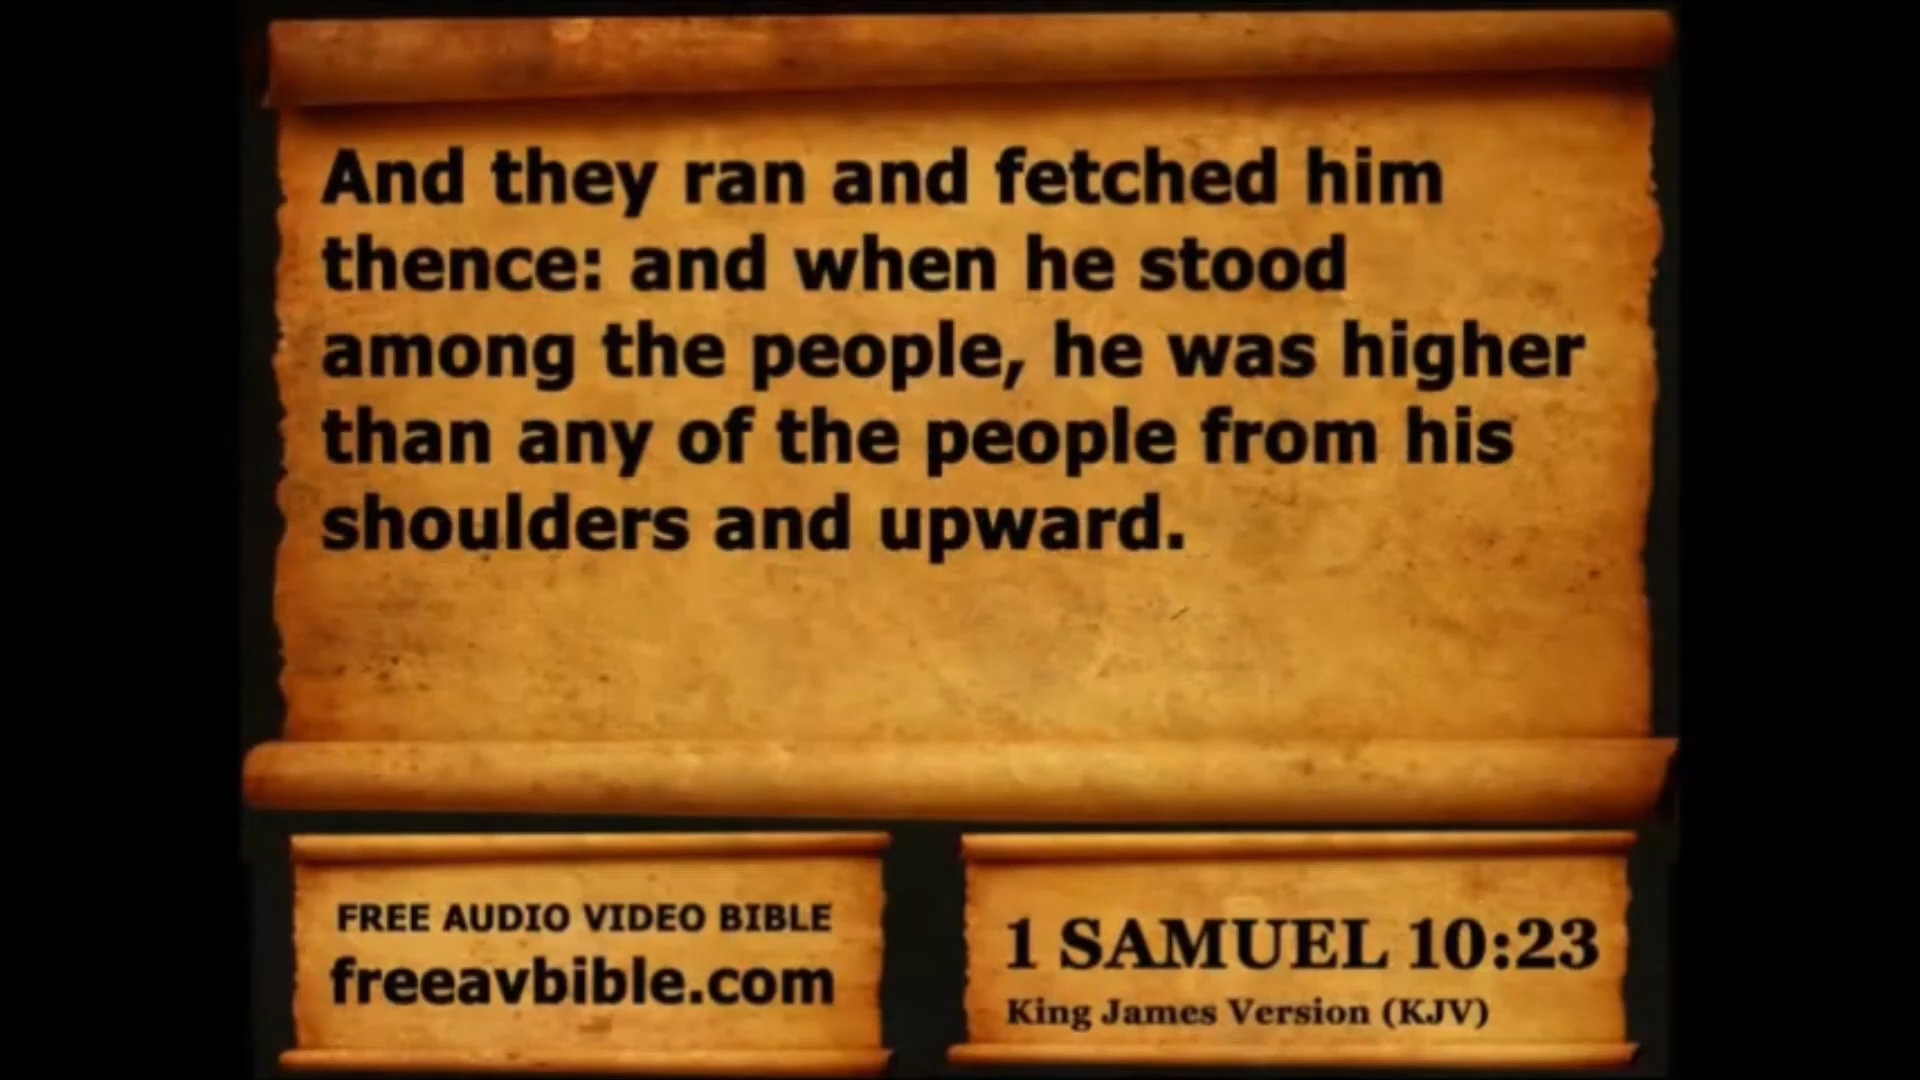 And they ran and fetched him
thence: and when he stood
among the people, he was higher
than any of the people from his
shoulders and upward.
FREE AUDIO VIDEO BIBLE
freeavbible.com
1 SAMUEL 10:23
King James Version (KJV)